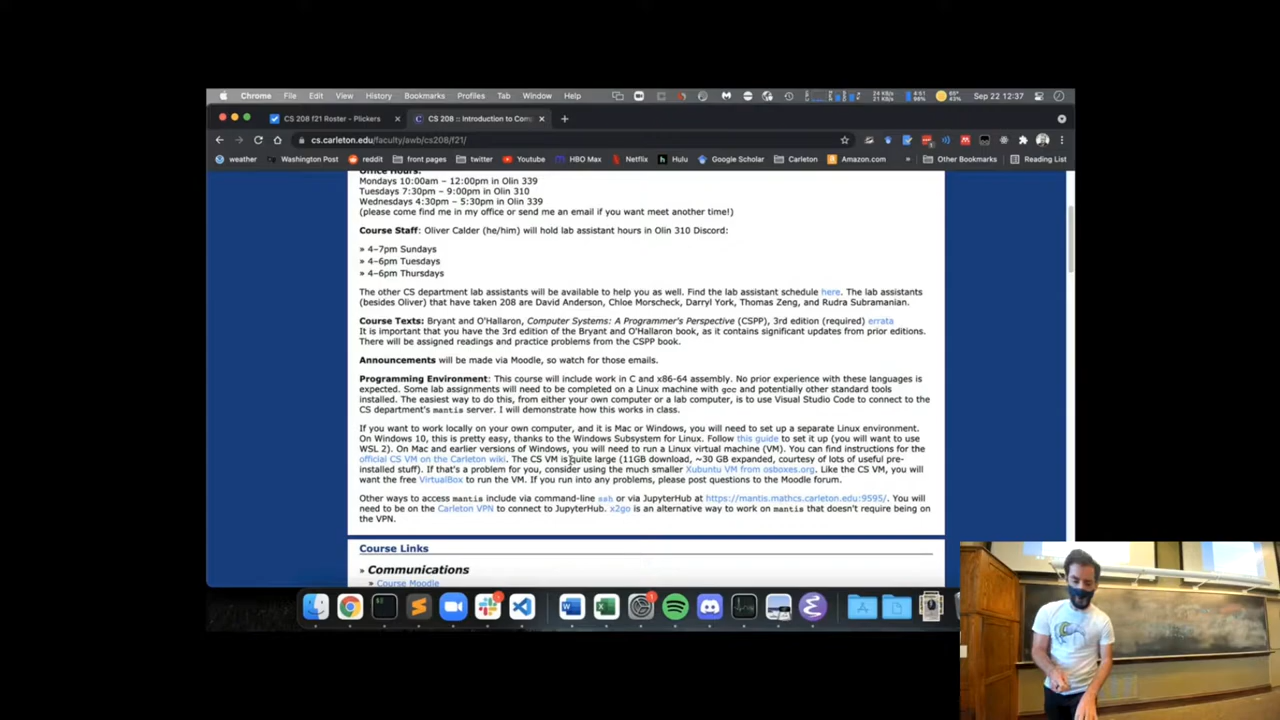 Chrome File Edit View History Bookmarks Profiles Tab Window Help Sep 22 12:37
CS 208 f21 Roster - Plickers CS 208 :: Introduction to Com
cs.carleton.edu/faculty/awb/cs208/f21/
weather Washington Post reddit front pages twitter Youtube HBO Max Netflix Hulu Google Scholar Carleton Amazon.com » Other Bookmarks Reading List
Office Hours:
Mondays 10:00am – 12:00pm in Olin 339
Tuesdays 7:30pm – 9:00pm in Olin 310
Wednesdays 4:30pm – 5:30pm in Olin 339
(please come find me in my office or send me an email if you want meet another time!)
Course Staff: Oliver Calder (he/him) will hold lab assistant hours in Olin 310 Discord:
» 4–7pm Sundays
» 4–6pm Tuesdays
» 4–6pm Thursdays
The other CS department lab assistants will be available to help you as well. Find the lab assistant schedule here. The lab assistants
(besides Oliver) that have taken 208 are David Anderson, Chloe Morscheck, Darryl York, Thomas Zeng, and Rudra Subramanian.
Course Texts: Bryant and O'Hallaron, Computer Systems: A Programmer's Perspective (CSPP), 3rd edition (required) errata
It is important that you have the 3rd edition of the Bryant and O'Hallaron book, as it contains significant updates from prior editions.
There will be assigned readings and practice problems from the CSPP book.
Announcements will be made via Moodle, so watch for those emails.
Programming Environment: This course will include work in C and x86-64 assembly. No prior experience with these languages is
expected. Some lab assignments will need to be completed on a Linux machine with gcc and potentially other standard tools
installed. The easiest way to do this, from either your own computer or a lab computer, is to use Visual Studio Code to connect to the
CS department's mantis server. I will demonstrate how this works in class.
If you want to work locally on your own computer, and it is Mac or Windows, you will need to set up a separate Linux environment.
On Windows 10, this is pretty easy, thanks to the Windows Subsystem for Linux. Follow this guide to set it up (you will want to use
WSL 2). On Mac and earlier versions of Windows, you will need to run a Linux virtual machine (VM). You can find instructions for the
official CS VM on the Carleton wiki. The CS VM is quite large (11GB download, ~30 GB expanded, courtesy of lots of useful pre-
installed stuff). If that's a problem for you, consider using the much smaller Xubuntu VM from osboxes.org. Like the CS VM, you will
want the free VirtualBox to run the VM. If you run into any problems, please post questions to the Moodle forum.
Other ways to access mantis include via command-line ssh or via JupyterHub at https://mantis.mathcs.carleton.edu:9595/. You will
need to be on the Carleton VPN to connect to JupyterHub. x2go is an alternative way to work on mantis that doesn't require being on
the VPN.
Course Links
» Communications
» Course Moodle